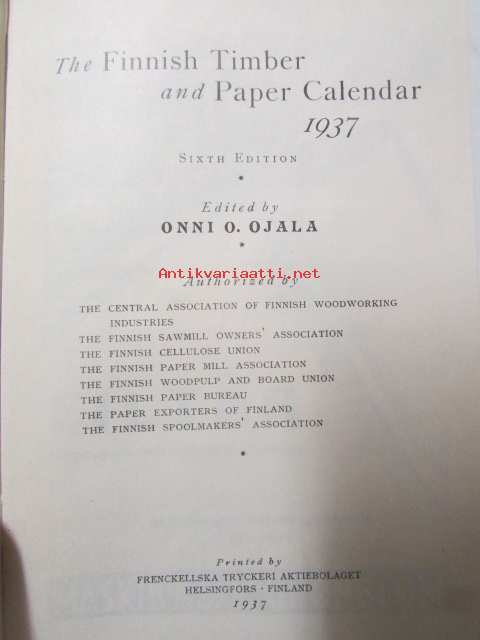 The Finnish Timber
and Paper Calendar
1937
SIXTH EDITION
Edited by
ONNI O. OJALA
Antikvariaatti.net
Authorized by
THE CENTRAL ASSOCIATION OF FINNISH WOODWORKING
INDUSTRIES
THE FINNISH SAWMILL OWNERS' ASSOCIATION
THE FINNISH CELLULOSE UNION
THE FINNISH PAPER MILL ASSOCIATION
THE FINNISH WOODPULP AND BOARD UNION
THE FINNISH PAPER BUREAU
THE PAPER EXPORTERS OF FINLAND
THE FINNISH SPOOLMAKERS' ASSOCIATION
Printed by
FRENCKELLSKA TRYCKERI AKTIEBOLAGET
HELSINGFORS · FINLAND
1937